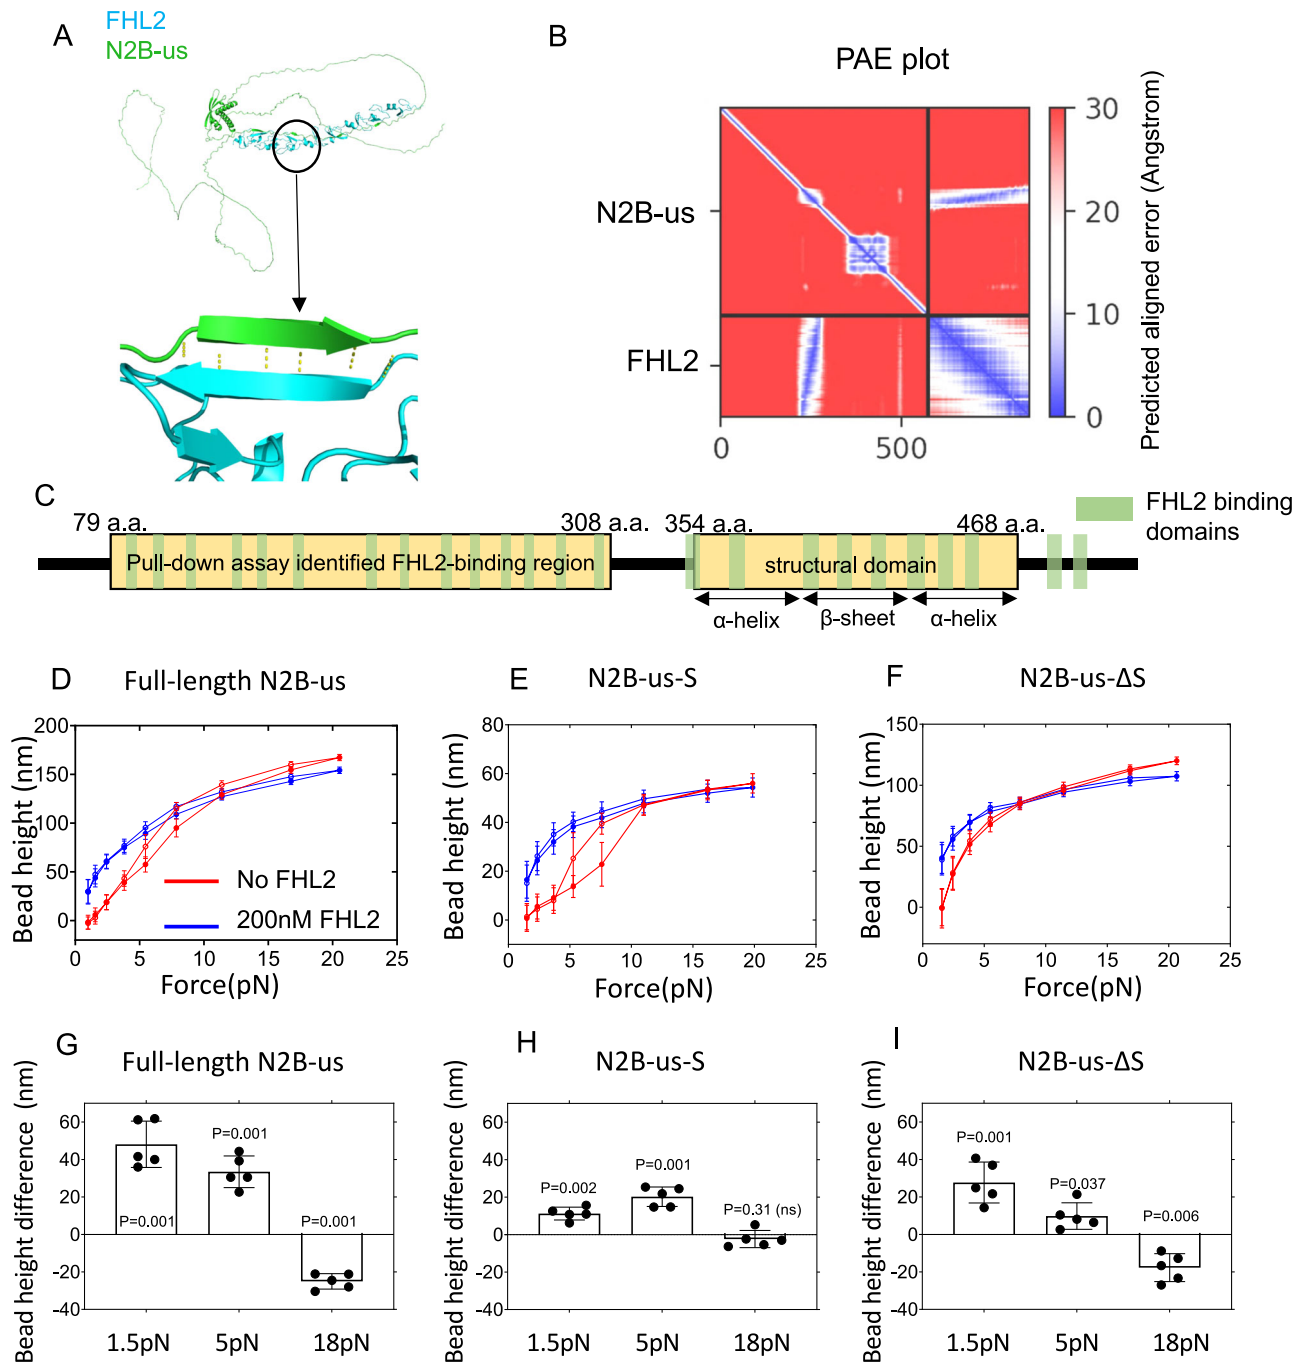 A
FHL2
N2B-us
B
PAE plot
N2B-us
FHL2
0
500
30
20
10
0
Predicted aligned error (Angstrom)
C
79 a.a.
308 a.a.
354 a.a.
468 a.a.
FHL2 binding
domains
Pull-down assay identified FHL2-binding region
structural domain
α-helix
β-sheet
α-helix
D
Full-length N2B-us
Bead height (nm)
200
150
100
50
0
No FHL2
200nM FHL2
0 5 10 15 20 25
Force(pN)
E
N2B-us-S
Bead height (nm)
80
60
40
20
0
0 5 10 15 20 25
Force(pN)
F
N2B-us-ΔS
Bead height (nm)
150
100
50
0
0 5 10 15 20 25
Force(pN)
G
Full-length N2B-us
Bead height difference (nm)
60
40
20
0
-20
-40
P=0.001
P=0.001
P=0.001
1.5pN 5pN 18pN
H
N2B-us-S
Bead height difference (nm)
60
40
20
0
-20
-40
P=0.002
P=0.001
P=0.31 (ns)
1.5pN 5pN 18pN
I
N2B-us-ΔS
Bead height difference (nm)
60
40
20
0
-20
-40
P=0.001
P=0.037
P=0.006
1.5pN 5pN 18pN